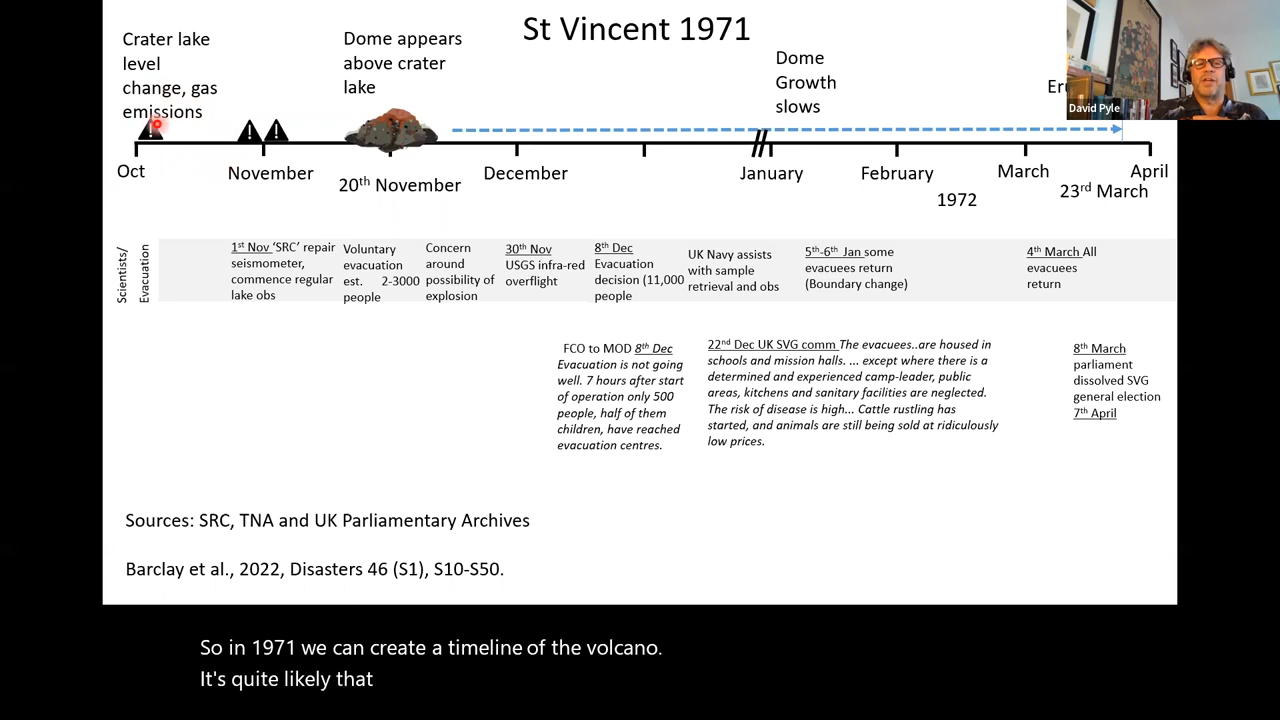 St Vincent 1971
Crater lake
level
change, gas
emissions
Dome appears
above crater
lake
Dome
Growth
slows
David Pyle
Oct
November
20th November
December
January
February
1972
March
23rd March
April
Scientists/
Evacuation
1st Nov ‘SRC’ repair
seismometer,
commence regular
lake obs
Voluntary
evacuation
est. 2-3000
people
Concern
around
possibility of
explosion
30th Nov
USGS infra-red
overflight
8th Dec
Evacuation
decision (11,000
people
UK Navy assists
with sample
retrieval and obs
5th-6th Jan some
evacuees return
(Boundary change)
4th March All
evacuees
return
FCO to MOD 8th Dec
Evacuation is not going
well. 7 hours after start
of operation only 500
people, half of them
children, have reached
evacuation centres.
22nd Dec UK SVG comm The evacuees..are housed in
schools and mission halls. ... except where there is a
determined and experienced camp-leader, public
areas, kitchens and sanitary facilities are neglected.
The risk of disease is high... Cattle rustling has
started, and animals are still being sold at ridiculously
low prices.
8th March
parliament
dissolved SVG
general election
7th April
Sources: SRC, TNA and UK Parliamentary Archives
Barclay et al., 2022, Disasters 46 (S1), S10-S50.
So in 1971 we can create a timeline of the volcano.
It's quite likely that